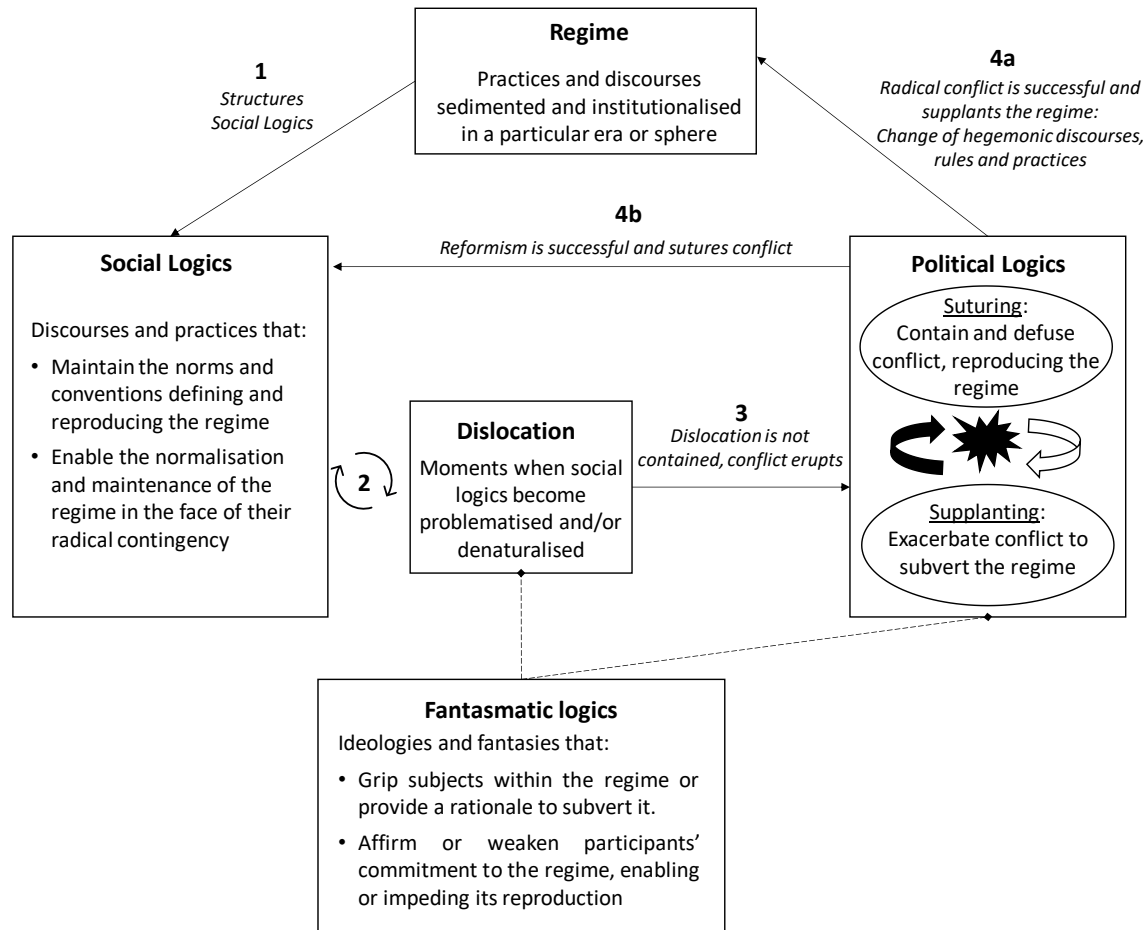 Regime
Practices and discourses
sedimented and institutionalised
in a particular era or sphere
1
Structures
Social Logics
4a
Radical conflict is successful and
supplants the regime:
Change of hegemonic discourses,
rules and practices
4b
Reformism is successful and sutures conflict
Social Logics
Discourses and practices that:
• Maintain the norms and
conventions defining and
reproducing the regime
• Enable the normalisation
and maintenance of the
regime in the face of their
radical contingency
2
Dislocation
Moments when social
logics become
problematised and/or
denaturalised
3
Dislocation is not
contained, conflict erupts
Political Logics
Suturing:
Contain and defuse
conflict, reproducing the
regime
Supplanting:
Exacerbate conflict to
subvert the regime
Fantasmatic logics
Ideologies and fantasies that:
• Grip subjects within the regime or
provide a rationale to subvert it.
• Affirm or weaken participants’
commitment to the regime, enabling
or impeding its reproduction